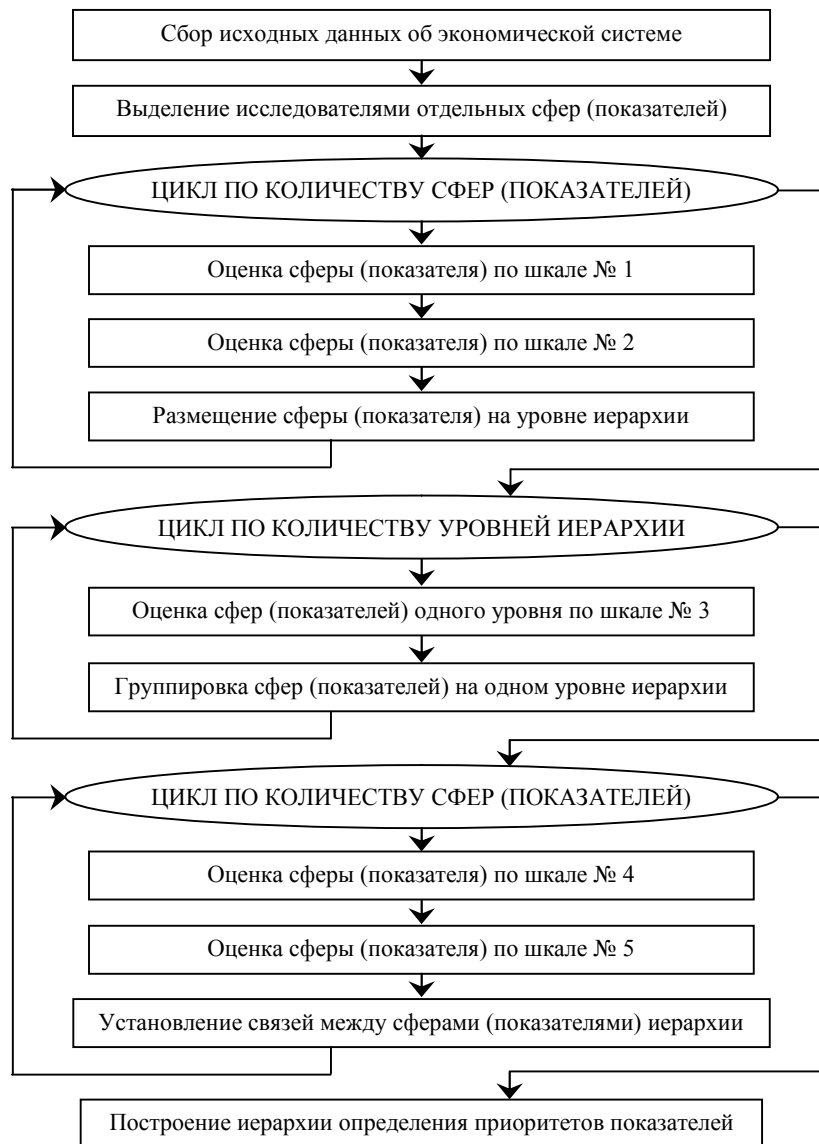 Сбор исходных данных об экономической системе
Выделение исследователями отдельных сфер (показателей)
ЦИКЛ ПО КОЛИЧЕСТВУ СФЕР (ПОКАЗАТЕЛЕЙ)
Оценка сферы (показателя) по шкале № 1
Оценка сферы (показателя) по шкале № 2
Размещение сферы (показателя) на уровне иерархии
ЦИКЛ ПО КОЛИЧЕСТВУ УРОВНЕЙ ИЕРАРХИИ
Оценка сфер (показателей) одного уровня по шкале № 3
Группировка сфер (показателей) на одном уровне иерархии
ЦИКЛ ПО КОЛИЧЕСТВУ СФЕР (ПОКАЗАТЕЛЕЙ)
Оценка сферы (показателя) по шкале № 4
Оценка сферы (показателя) по шкале № 5
Установление связей между сферами (показателями) иерархии
Построение иерархии определения приоритетов показателей